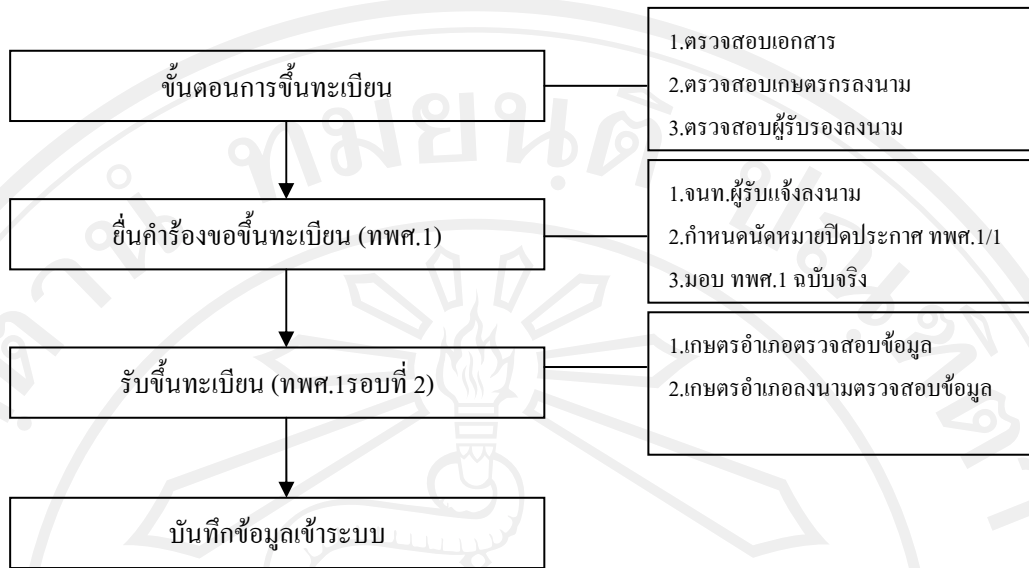 ขั้นตอนการขึ้นทะเบียน
1.ตรวจสอบเอกสาร
2.ตรวจสอบเกษตรกรลงนาม
3.ตรวจสอบผู้รับรองลงนาม
ยื่นคำร้องขอขึ้นทะเบียน (ทพศ.1)
1.จนท.ผู้รับแจ้งลงนาม
2.กำหนดนัดหมายปิดประกาศ ทพศ.1/1
3.มอบ ทพศ.1 ฉบับจริง
รับขึ้นทะเบียน (ทพศ.1รอบที่ 2)
1.เกษตรอำเภอตรวจสอบข้อมูล
2.เกษตรอำเภอลงนามตรวจสอบข้อมูล
บันทึกข้อมูลเข้าระบบ